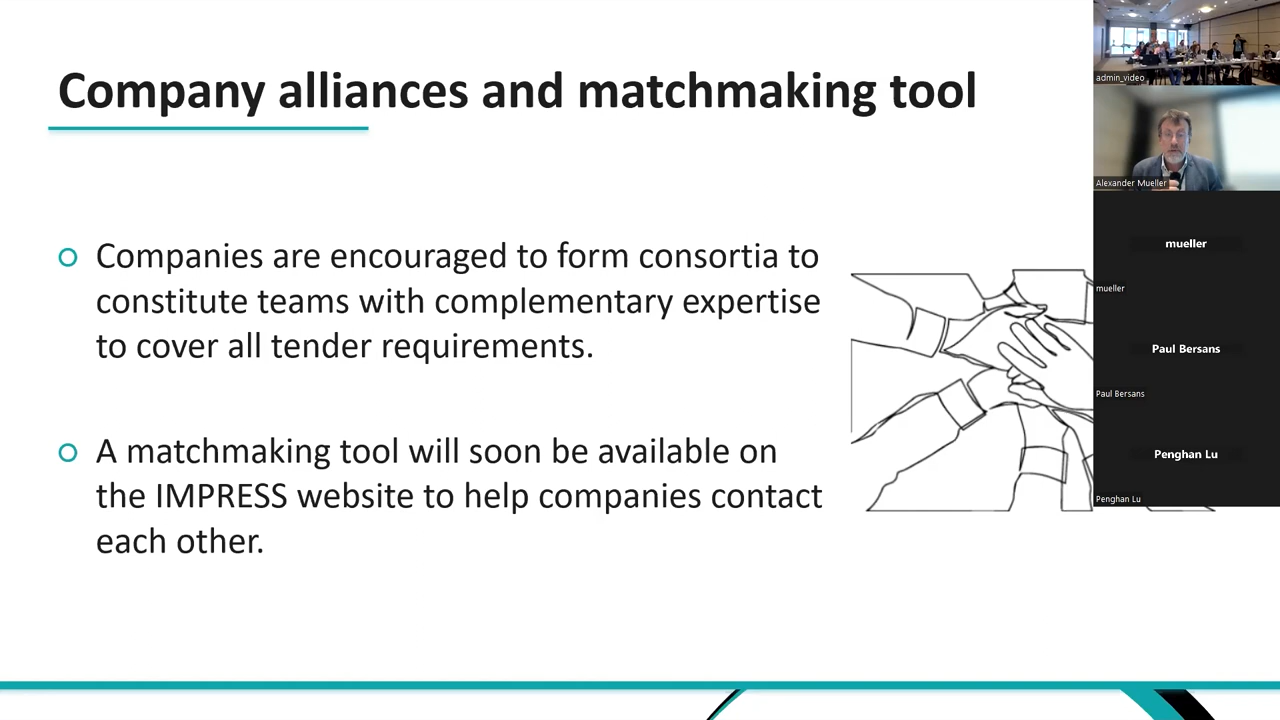 Company alliances and matchmaking tool
Companies are encouraged to form consortia to
constitute teams with complementary expertise
to cover all tender requirements.
A matchmaking tool will soon be available on
the IMPRESS website to help companies contact
each other.
admin_video
Alexander Mueller
mueller
mueller
Paul Bersans
Paul Bersans
Penghan Lu
Penghan Lu